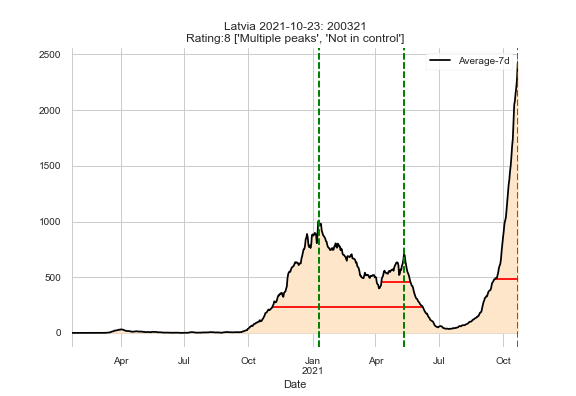 Latvia 2021-10-23: 200321
Rating:8 ['Multiple peaks', 'Not in control']
Average-7d
2500
2000
1500
1000
500
0
Apr Jul Oct Jan Apr Jul Oct
2021
Date